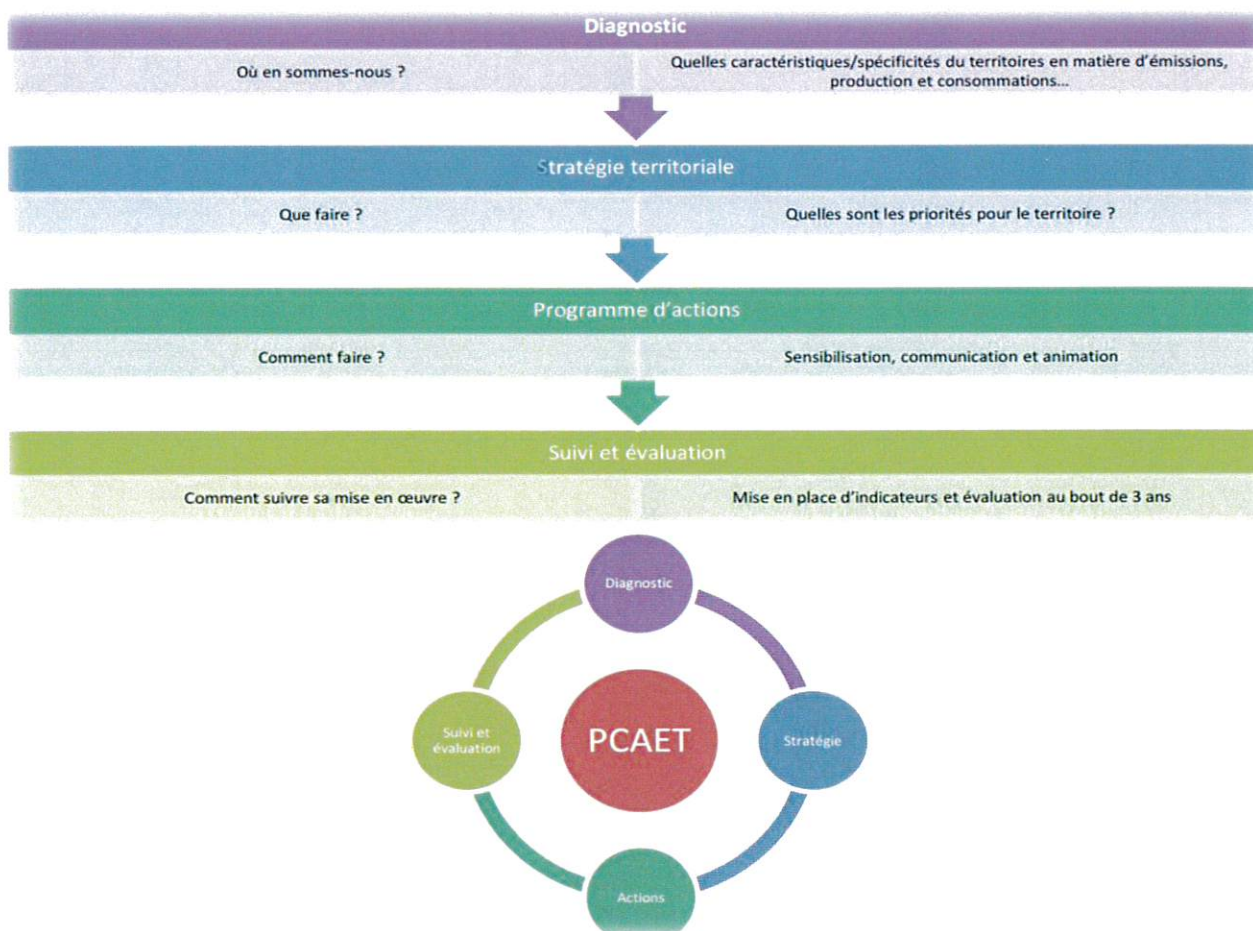 Diagnostic
Où en sommes-nous ?
Quelles caractéristiques/spécificités du territoires en matière d'émissions,
production et consommations...
Stratégie territoriale
Que faire ?
Quelles sont les priorités pour le territoire ?
Programme d'actions
Comment faire ?
Sensibilisation, communication et animation
Suivi et évaluation
Comment suivre sa mise en œuvre ?
Mise en place d'indicateurs et évaluation au bout de 3 ans
Diagnostic
Suivi et
évaluation
PCAET
Stratégie
Actions